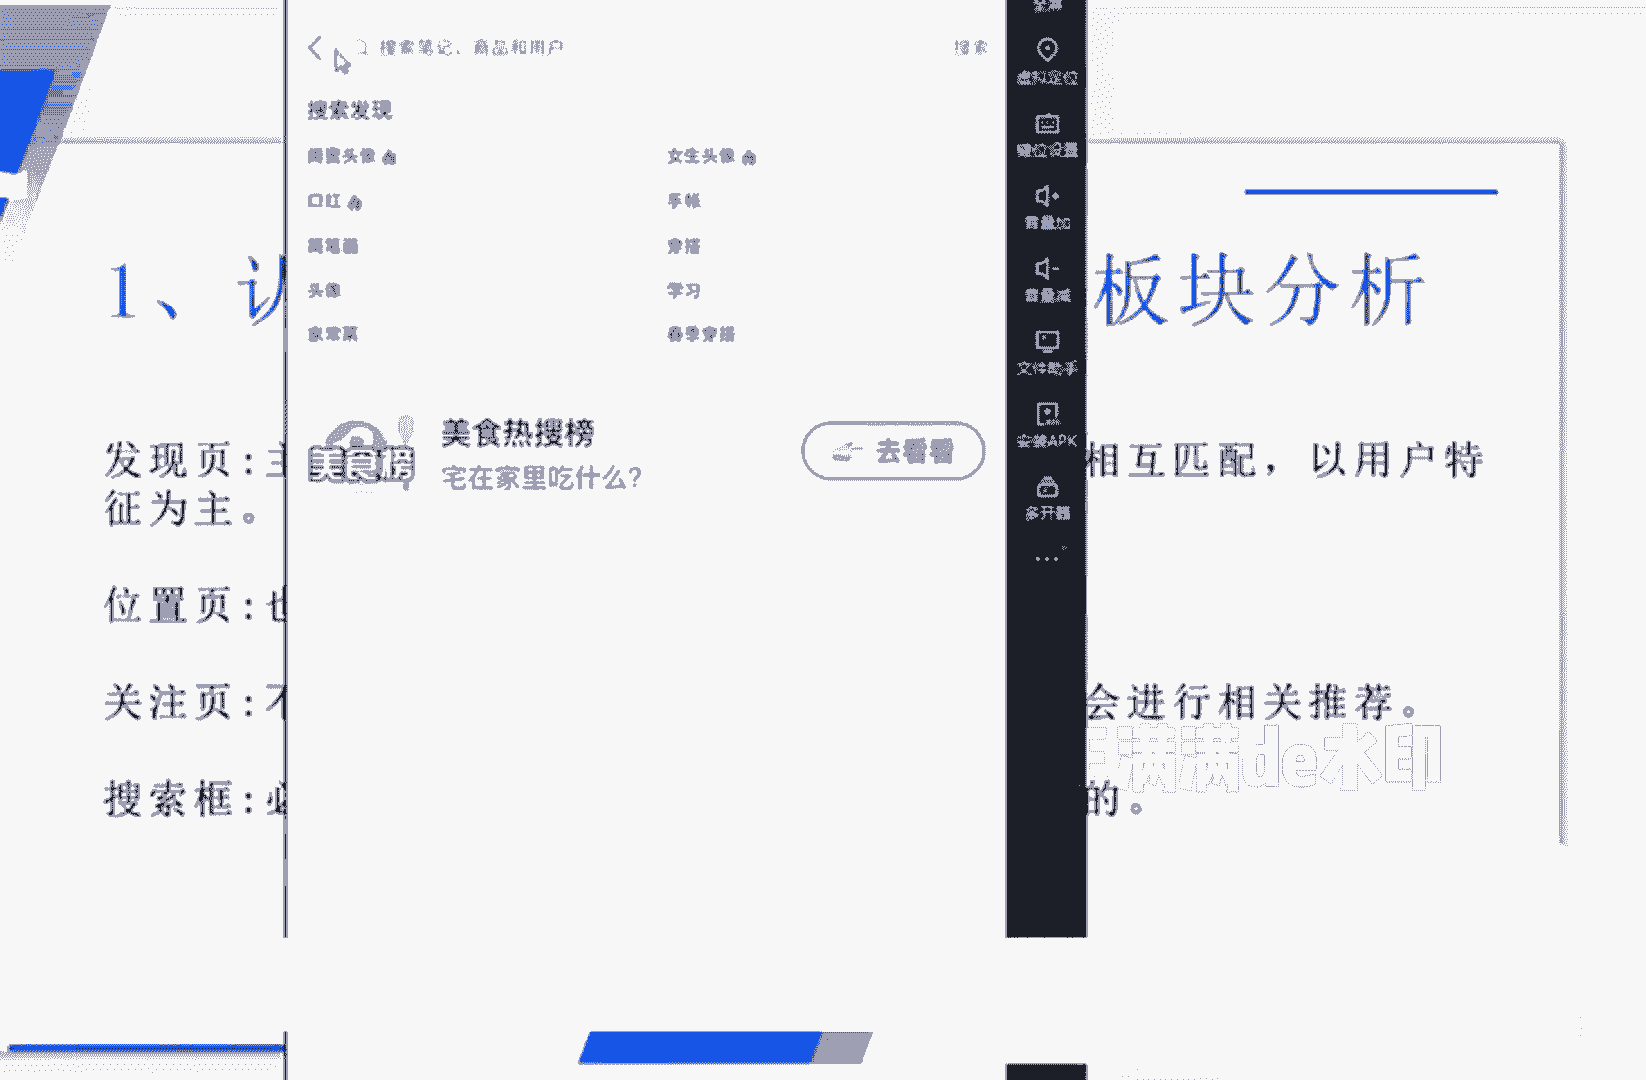 搜索笔记、商品和用户
搜索
搜索发现
闺蜜头像
女生头像
口红
手帐
简笔画
穿搭
头像
学习
家常菜
春季穿搭
美食榜
美食热搜榜
宅在家里吃什么?
去看看
虚拟定位
键位设置
音量加
音量减
文件助手
安装APK
多开器
1、认
板块分析
发现页:主
相互匹配，以用户特
征为主。
位置页:也
关注页:不
会进行相关推荐。
满满de水印
搜索框:必
的。